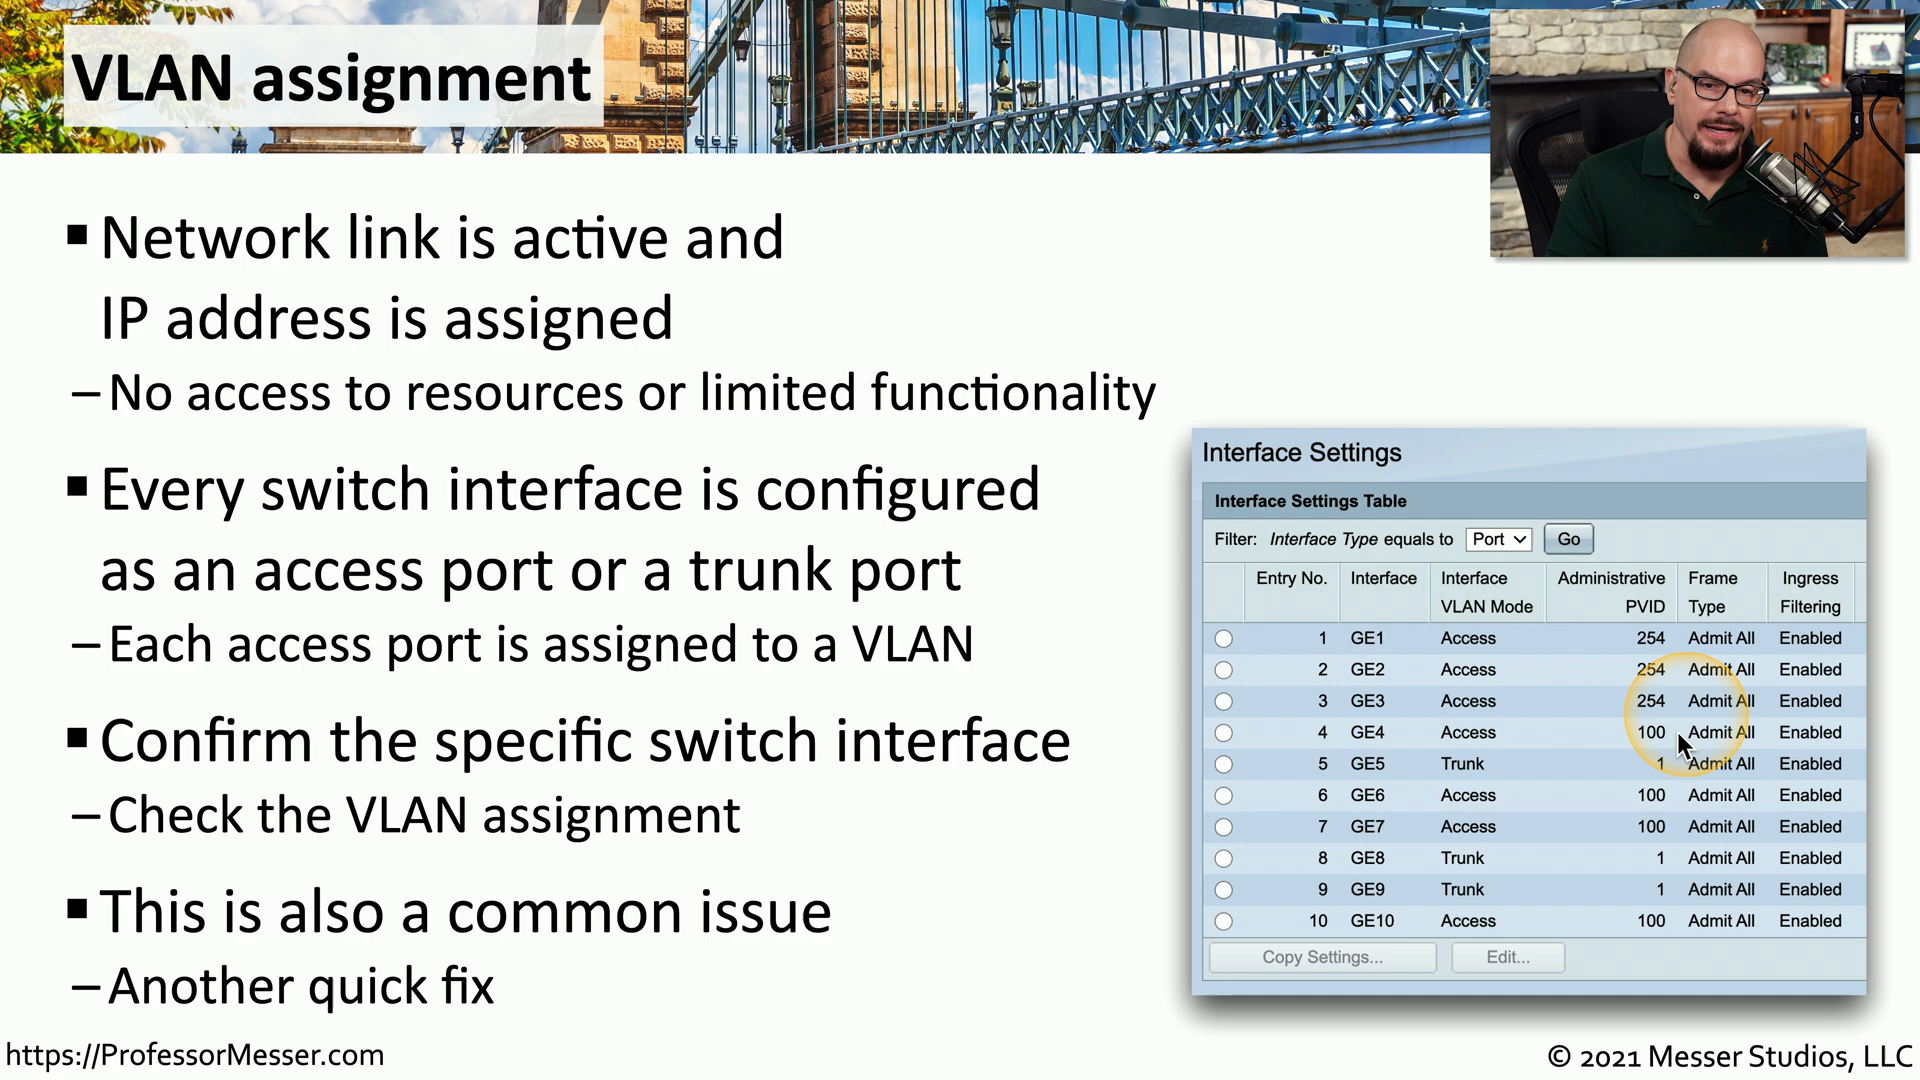 VLAN assignment
▪ Network link is active and
IP address is assigned
– No access to resources or limited functionality
▪ Every switch interface is configured
as an access port or a trunk port
– Each access port is assigned to a VLAN
▪ Confirm the specific switch interface
– Check the VLAN assignment
▪ This is also a common issue
– Another quick fix
Interface Settings
Interface Settings Table
Filter: Interface Type equals to Port Go
Entry No. Interface Interface VLAN Mode Administrative PVID Frame Type Ingress Filtering
1 GE1 Access 254 Admit All Enabled
2 GE2 Access 254 Admit All Enabled
3 GE3 Access 254 Admit All Enabled
4 GE4 Access 100 Admit All Enabled
5 GE5 Trunk 1 Admit All Enabled
6 GE6 Access 100 Admit All Enabled
7 GE7 Access 100 Admit All Enabled
8 GE8 Trunk 1 Admit All Enabled
9 GE9 Trunk 1 Admit All Enabled
10 GE10 Access 100 Admit All Enabled
Copy Settings... Edit...
https://ProfessorMesser.com
© 2021 Messer Studios, LLC